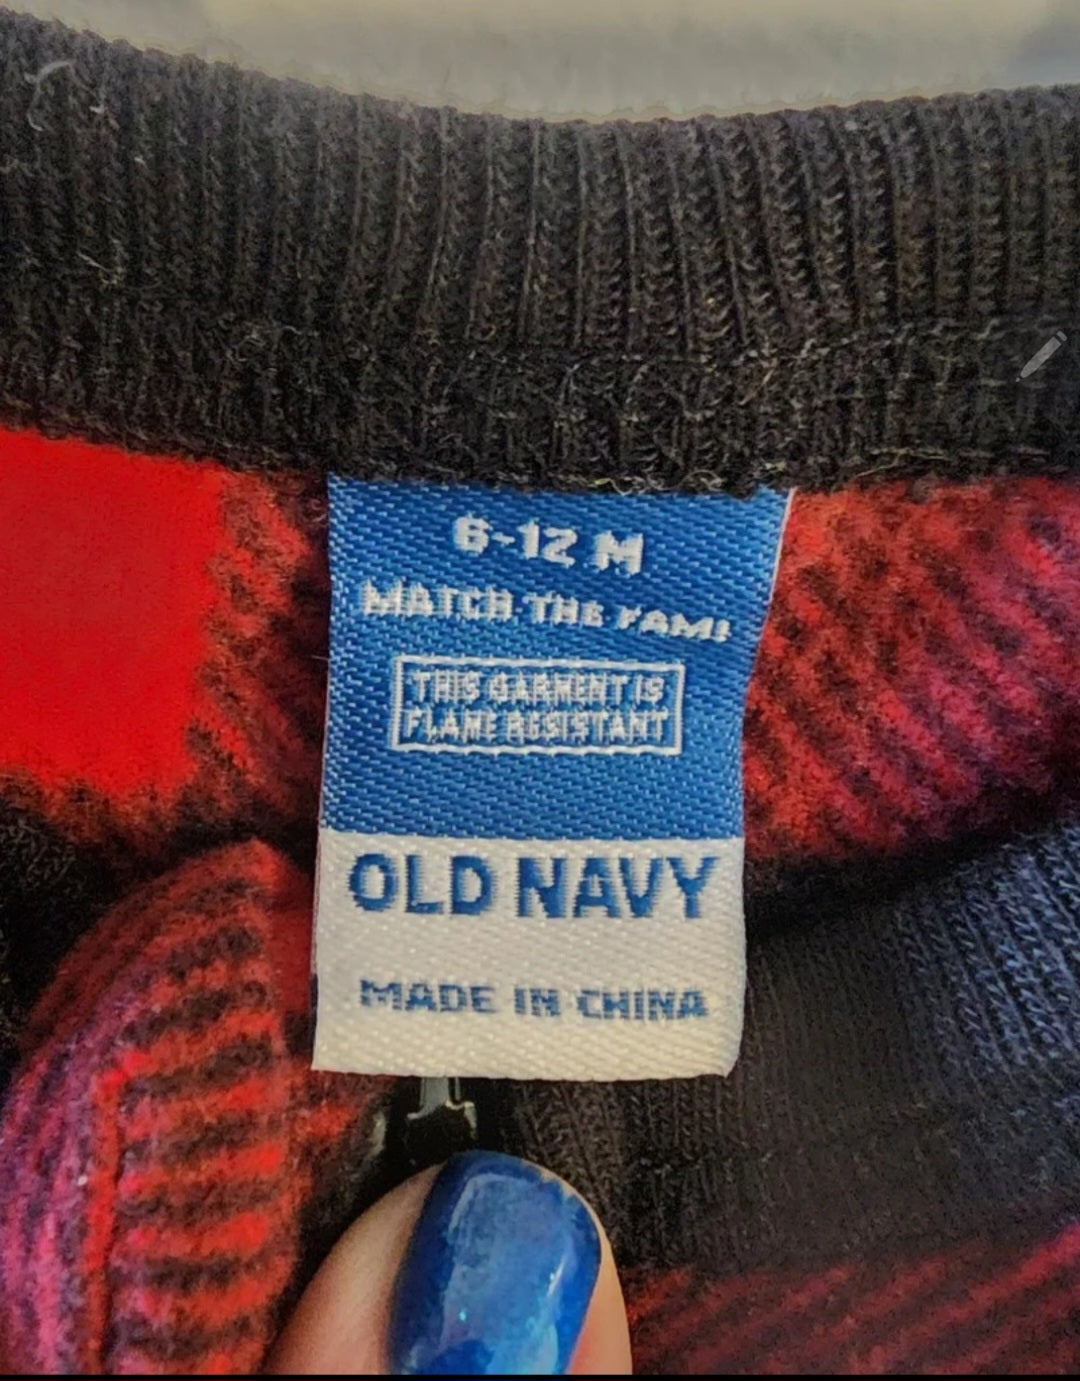 6-12 M
MATCH THE FAM!
THIS GARMENT IS
FLAME RESISTANT
OLD NAVY
MADE IN CHINA